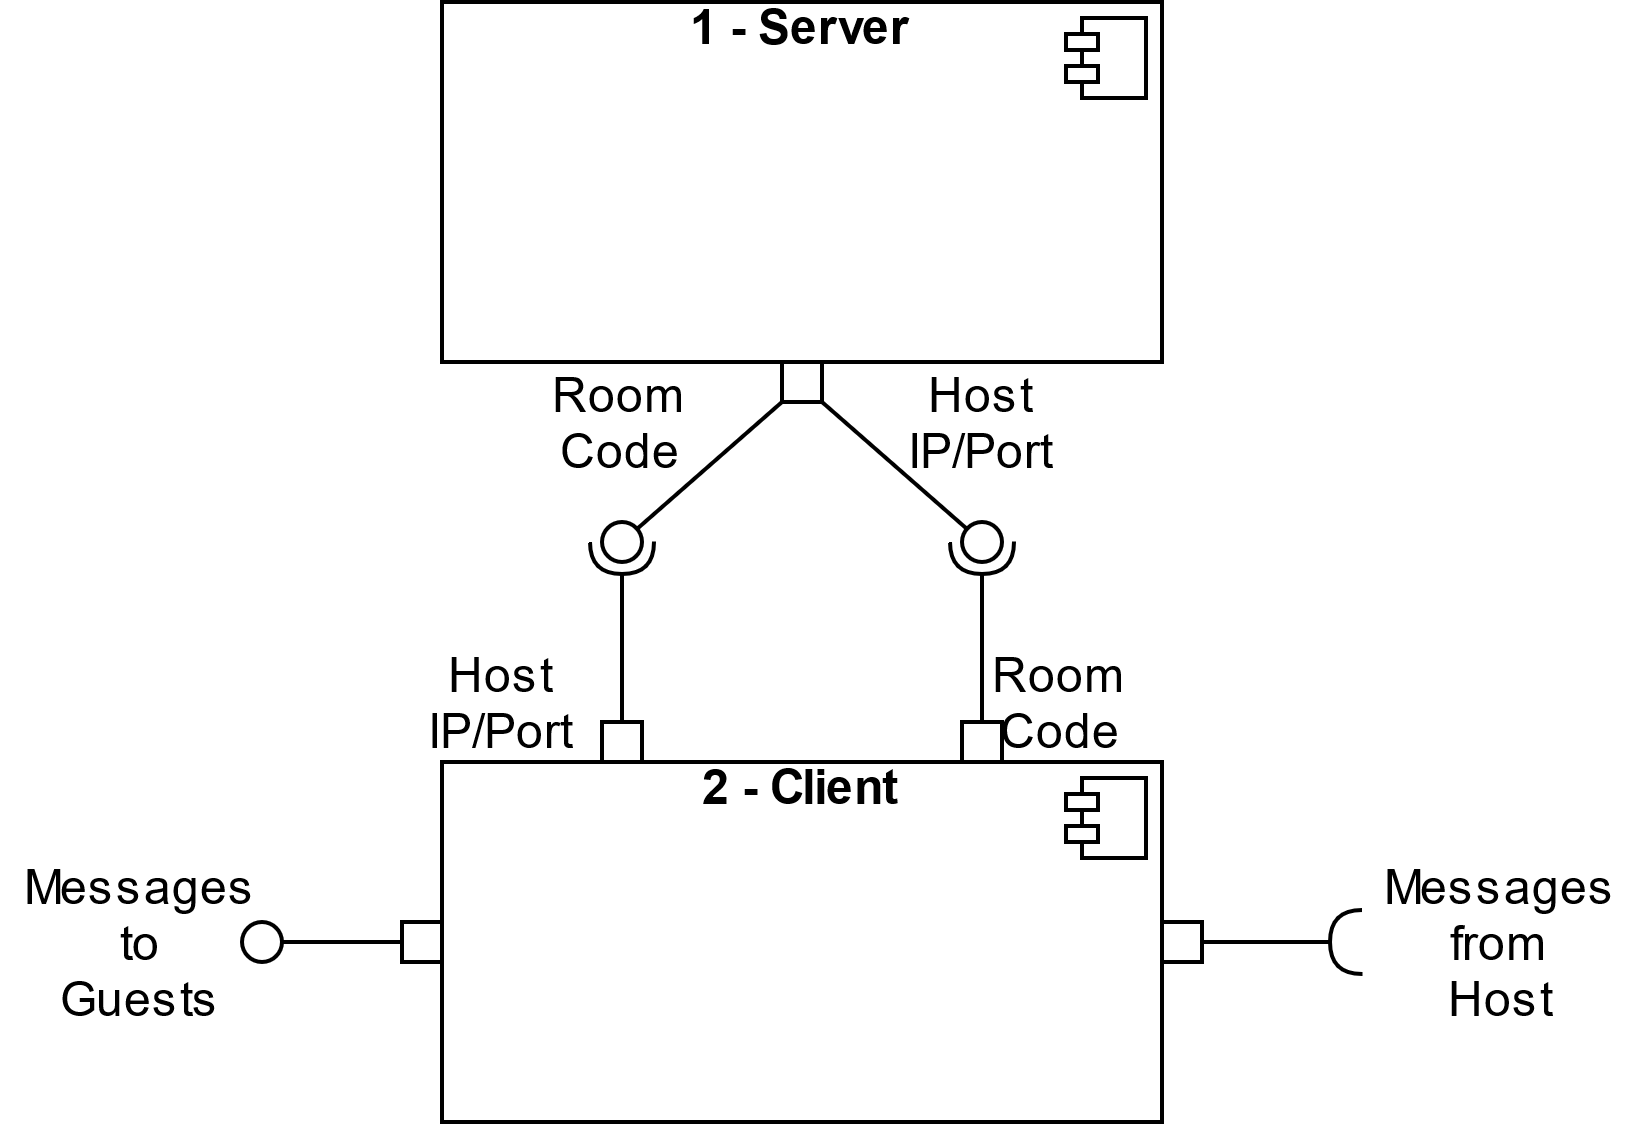 1 - Server
Room
Code
Host
IP/Port
Host
IP/Port
Room
Code
2 - Client
Messages
to
Guests
Messages
from
Host